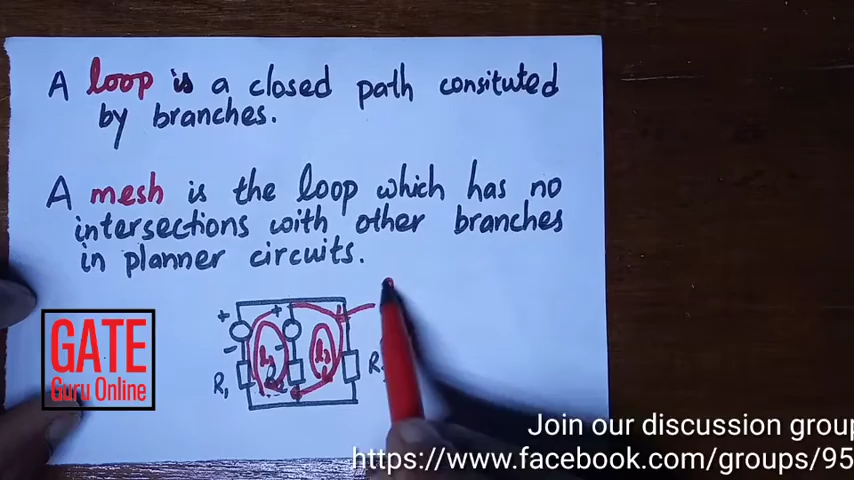 A loop is a closed path consituted
by branches.
A mesh is the loop which has no
intersections with other branches
in planner circuits.
+ +
- -
R1
GATE
Guru Online
Join our discussion group
https://www.facebook.com/groups/95